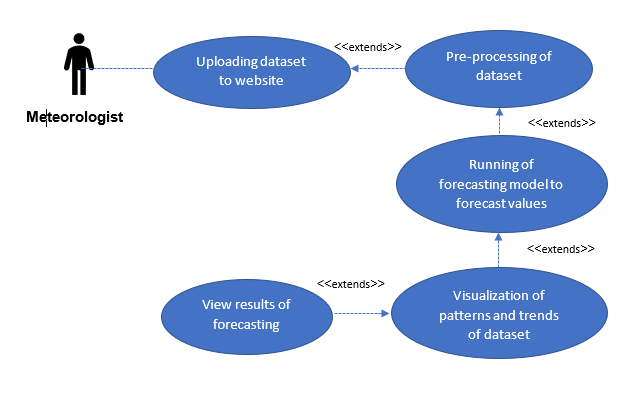 <<extends>>
Uploading dataset
to website
Pre-processing of
dataset
Meteorologist
<<extends>>
Running of
forecasting model to
forecast values
<<extends>>
<<extends>>
View results of
forecasting
Visualization of
patterns and trends
of dataset